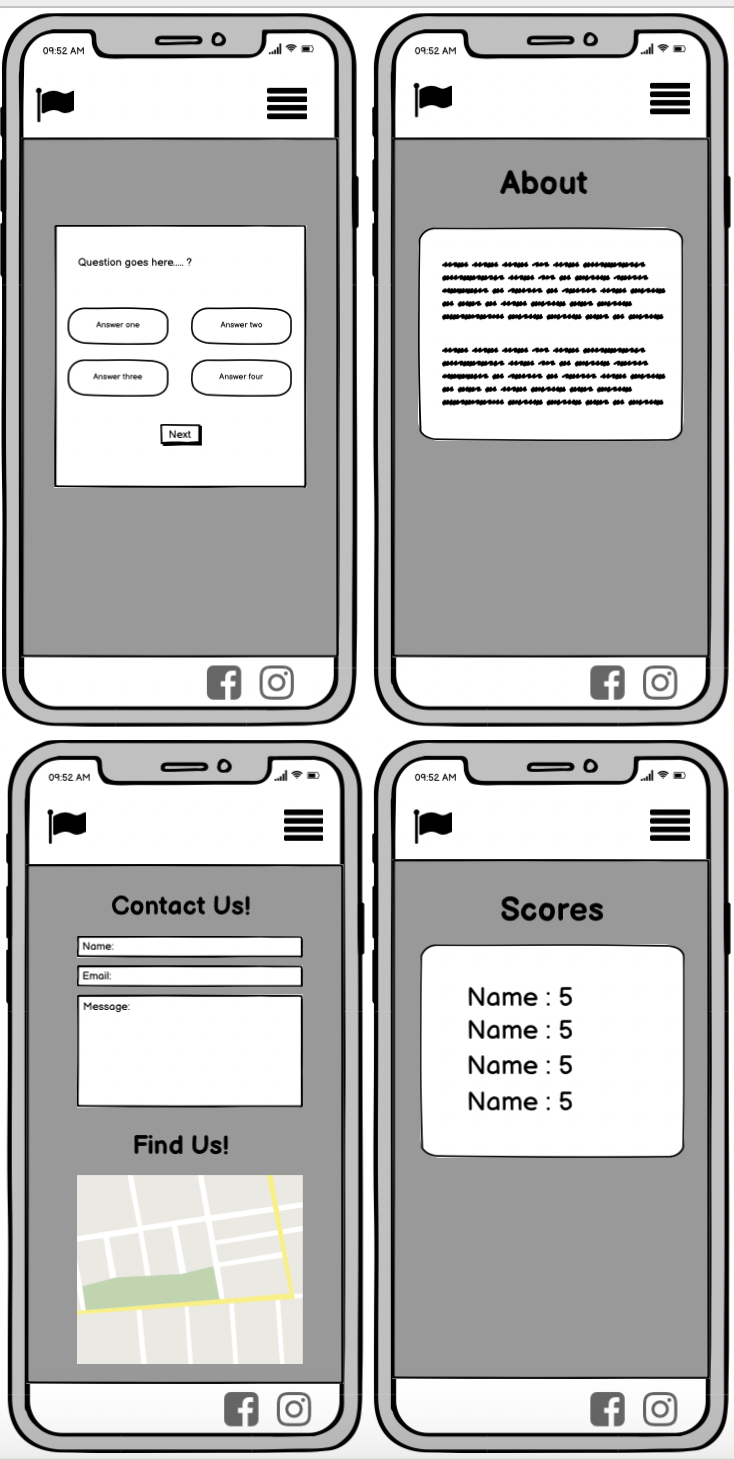 09:52 AM
Question goes here..... ?
Answer one
Answer two
Answer three
Answer four
Next
09:52 AM
About
09:52 AM
Contact Us!
Name:
Email:
Message:
Find Us!
09:52 AM
Scores
Name : 5
Name : 5
Name : 5
Name : 5